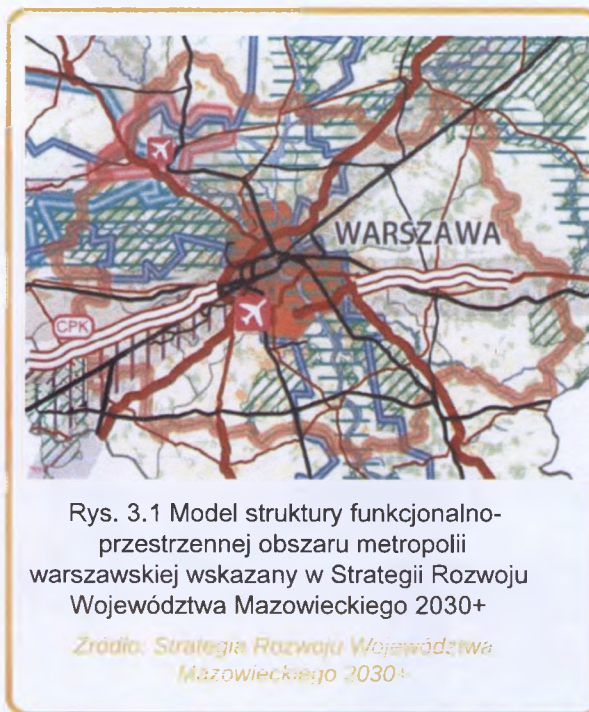 WARSZAWA
CPK
Rys. 3.1 Model struktury funkcjonalno-
przestrzennej obszaru metropolii
warszawskiej wskazany w Strategii Rozwoju
Województwa Mazowieckiego 2030+
Źródło: Strategia Rozwoju Województwa
Mazowieckiego 2030+